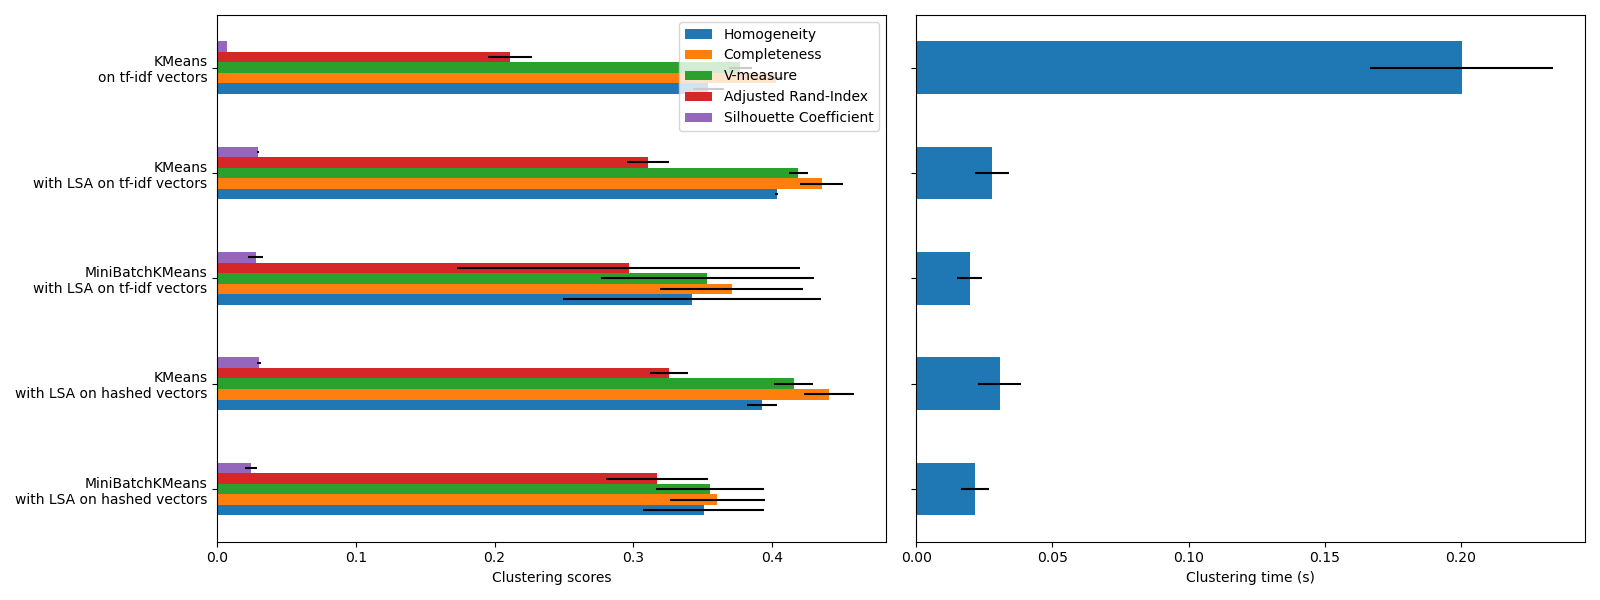 KMeans
on tf-idf vectors
KMeans
with LSA on tf-idf vectors
MiniBatchKMeans
with LSA on tf-idf vectors
KMeans
with LSA on hashed vectors
MiniBatchKMeans
with LSA on hashed vectors
Homogeneity
Completeness
V-measure
Adjusted Rand-Index
Silhouette Coefficient
0.0 0.1 0.2 0.3 0.4
Clustering scores
0.00 0.05 0.10 0.15 0.20
Clustering time (s)